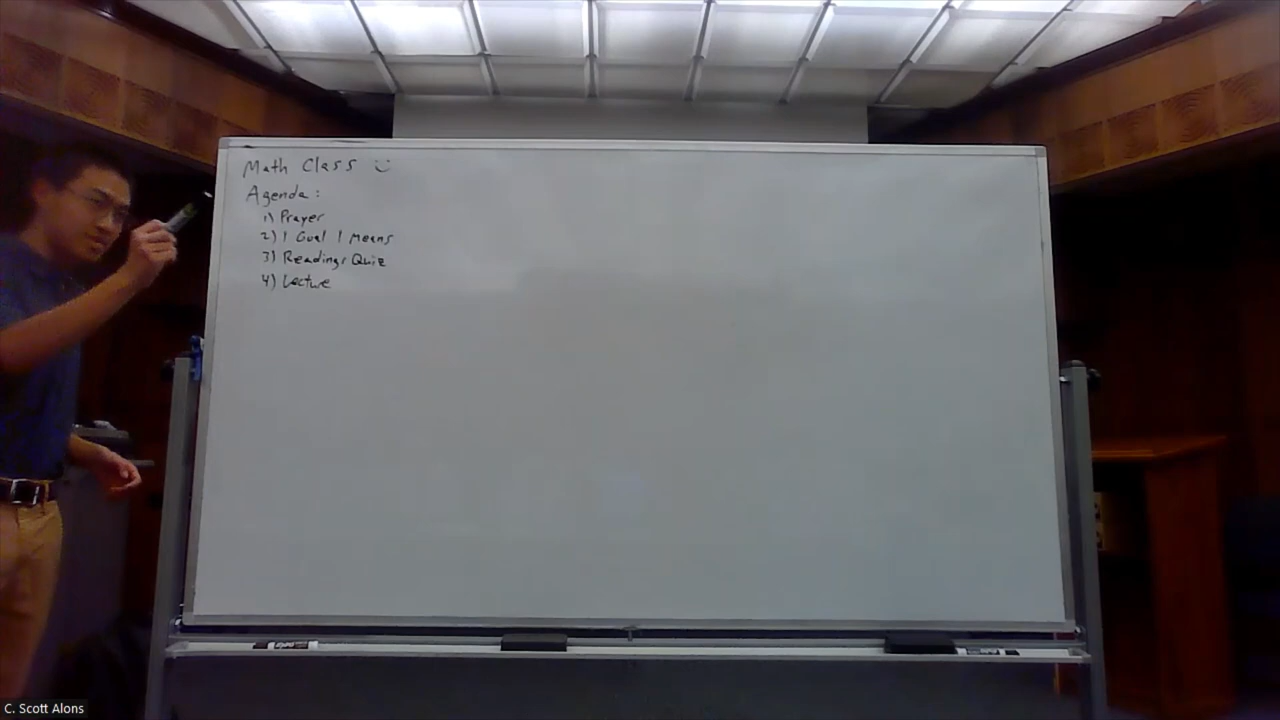 Math Class :)
Agenda:
1) Prayer
2) 1 Goal 1 Means
3) Readings Quiz
4) Lecture
C. Scott Alons